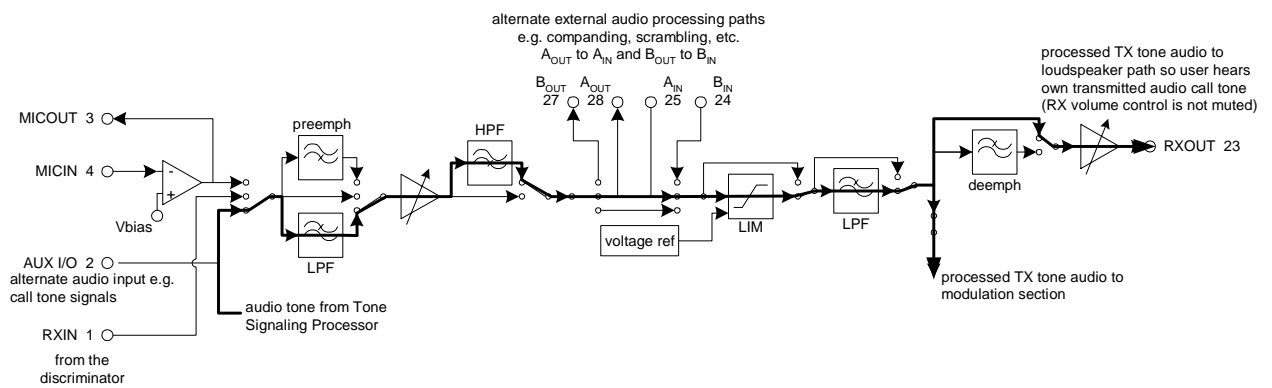 alternate external audio processing paths
e.g. companding, scrambling, etc.
AOUT to AIN and BOUT to BIN
BOUT AOUT AIN BIN
27 28 25 24
processed TX tone audio to
loudspeaker path so user hears
own transmitted audio call tone
(RX volume control is not muted)
MICOUT 3
preemph
HPF
RXOUT 23
MICIN 4
-
+
Vbias
deemph
LIM
LPF
voltage ref
LPF
AUX I/O 2
alternate audio input e.g.
call tone signals
processed TX tone audio to
modulation section
audio tone from Tone
Signaling Processor
RXIN 1
from the
discriminator